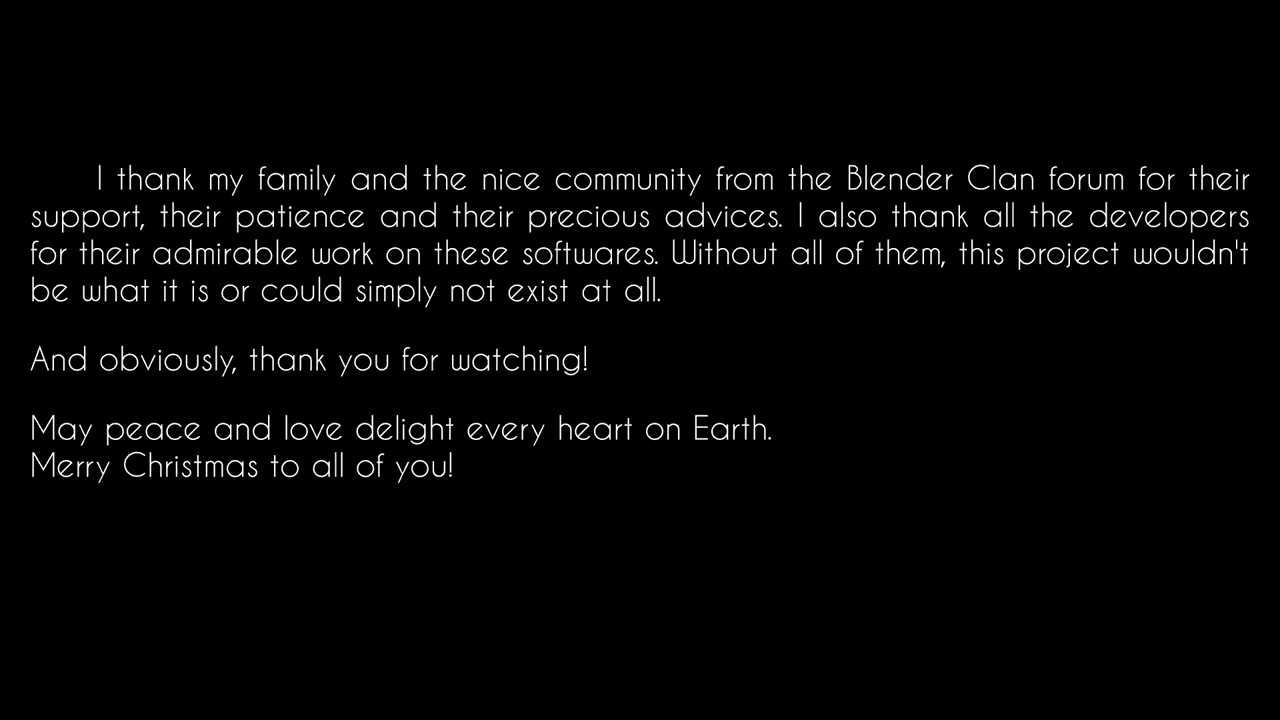 I thank my family and the nice community from the Blender Clan forum for their
support, their patience and their precious advices. I also thank all the developers
for their admirable work on these softwares. Without all of them, this project wouldn't
be what it is or could simply not exist at all.
And obviously, thank you for watching!
May peace and love delight every heart on Earth.
Merry Christmas to all of you!